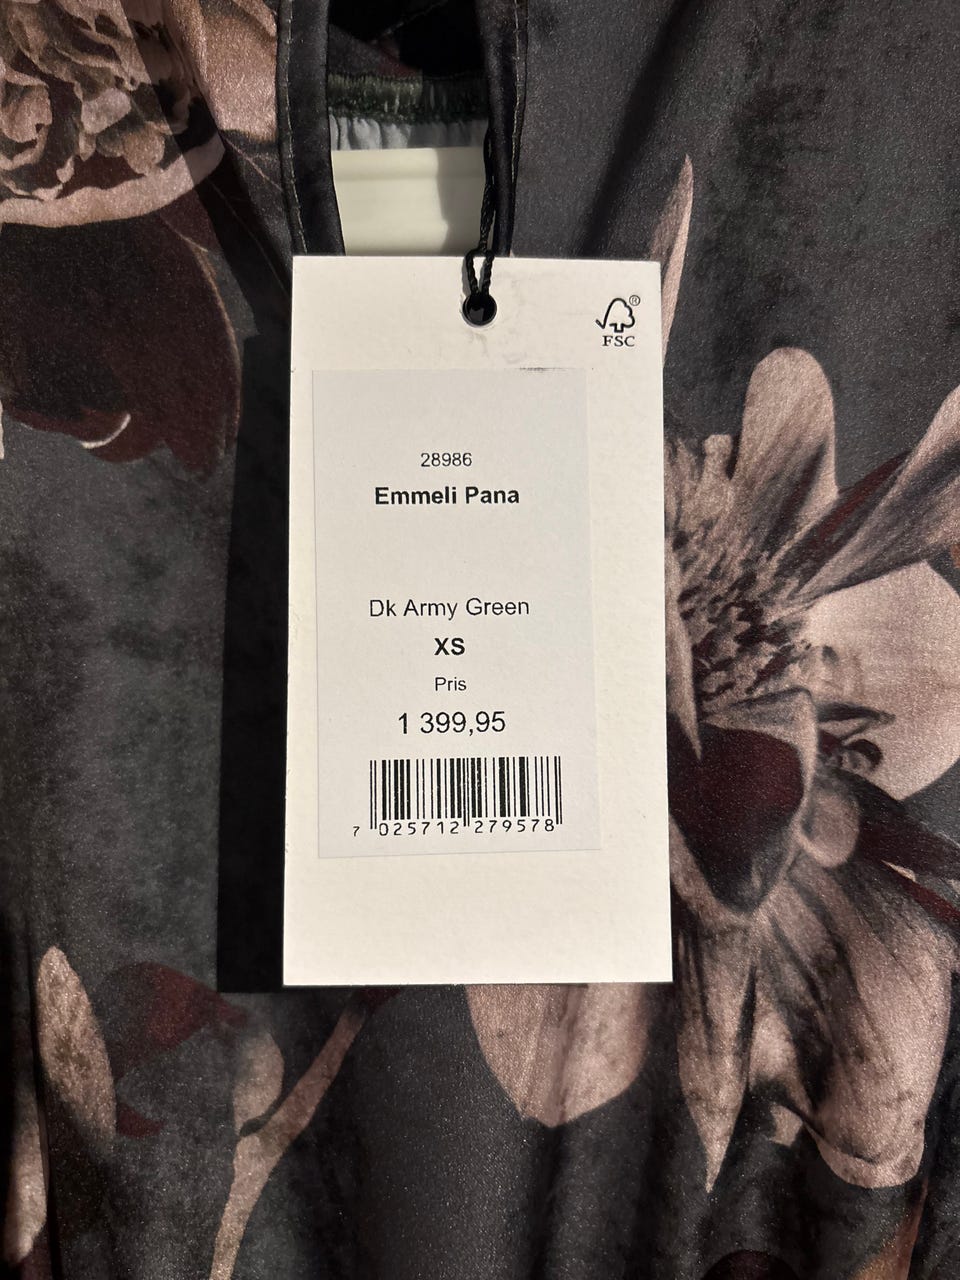 ®
FSC
28986
Emmeli Pana
Dk Army Green
XS
Pris
1 399,95
7 025712 279578